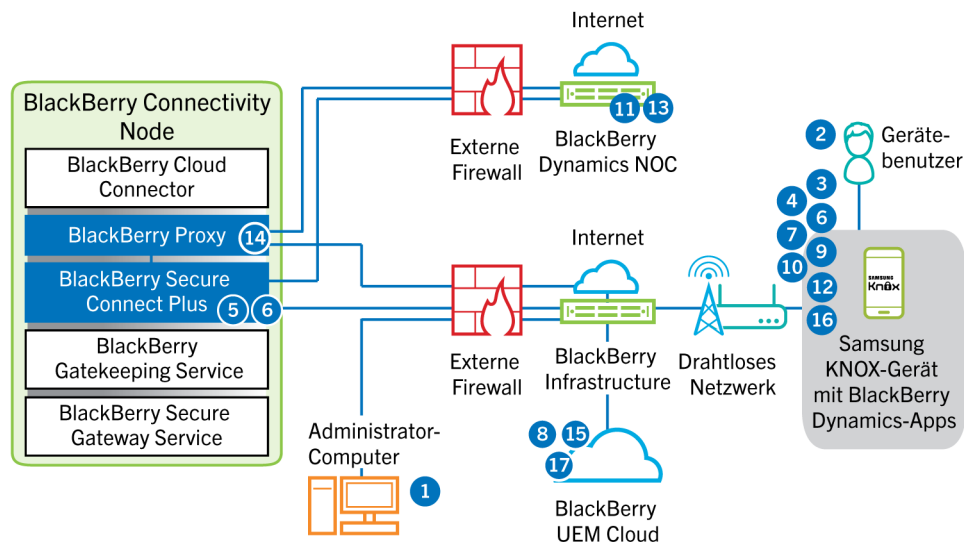 BlackBerry Connectivity
Node
BlackBerry Cloud
Connector
BlackBerry Proxy
14
BlackBerry Secure
Connect Plus
5
6
BlackBerry
Gatekeeping Service
BlackBerry Secure
Gateway Service
Externe
Firewall
Internet
11
13
BlackBerry
Dynamics NOC
Externe
Firewall
Internet
BlackBerry
Infrastructure
Drahtloses
Netzwerk
2
Geräte-
benutzer
3
4
6
7
9
10
12
16
SAMSUNG
Knox
Samsung
KNOX-Gerät
mit BlackBerry
Dynamics-Apps
Administrator-
Computer
1
8
15
17
BlackBerry
UEM Cloud